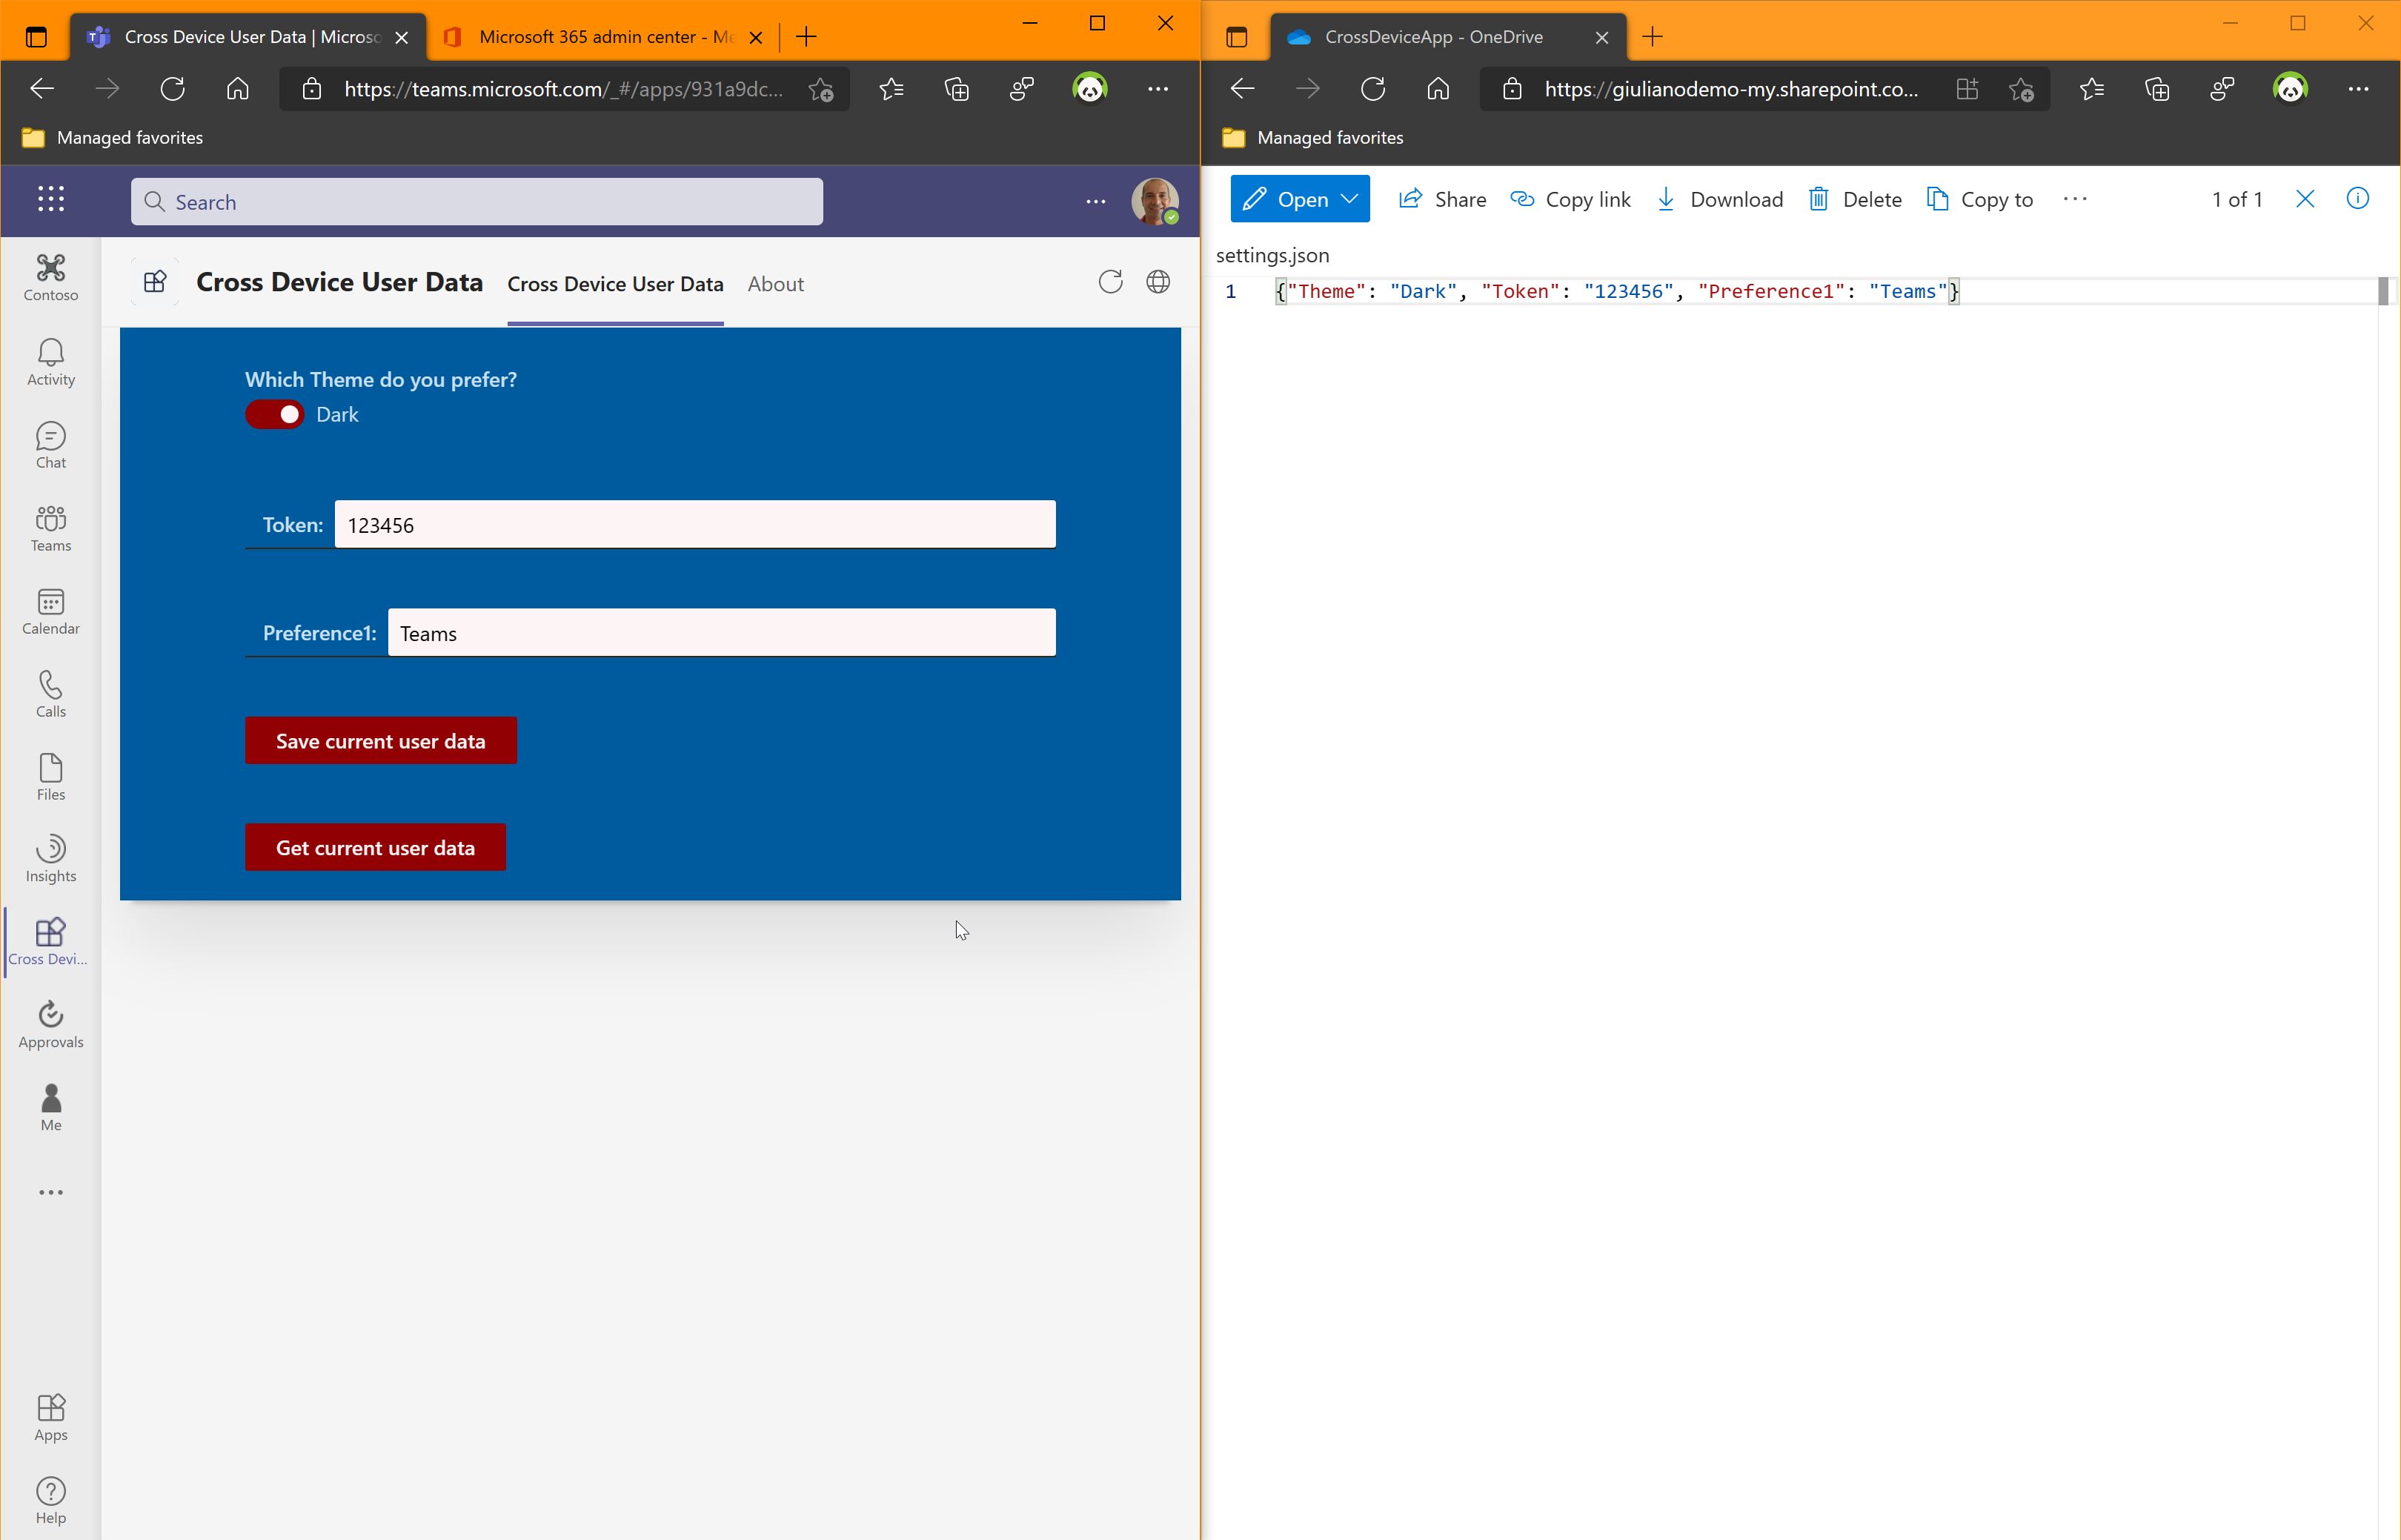 Cross Device User Data | Microso
Microsoft 365 admin center - Me
https://teams.microsoft.com/_#/apps/931a9dc...
Managed favorites
Search
Contoso
Activity
Chat
Teams
Calendar
Calls
Files
Insights
Cross Devi...
Approvals
Me
Apps
Help
Cross Device User Data
Cross Device User Data
About
Which Theme do you prefer?
Dark
Token: 123456
Preference1: Teams
Save current user data
Get current user data
CrossDeviceApp - OneDrive
https://giulianodemo-my.sharepoint.co...
Managed favorites
Open
Share
Copy link
Download
Delete
Copy to
1 of 1
settings.json
1 {"Theme": "Dark", "Token": "123456", "Preference1": "Teams"}